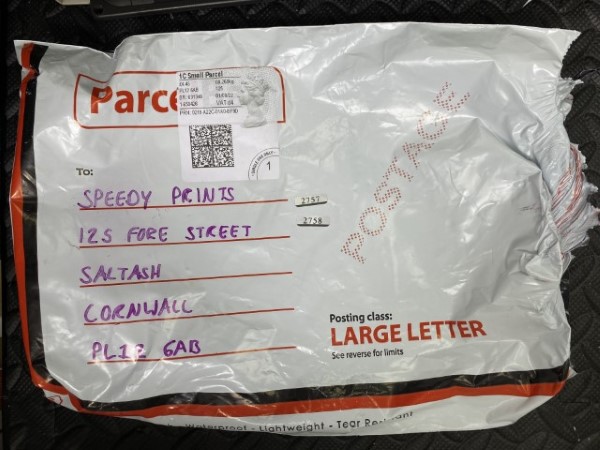 1C Small Parcel
Parce
To:
SPEEDY PRINTS
2757
125 FORE STREET
2758
SALTASH
CORNWALL
PL12 6AB
POSTAGE
1
Posting class:
LARGE LETTER
See reverse for limits
Waterproof - Lightweight - Tear Resistant